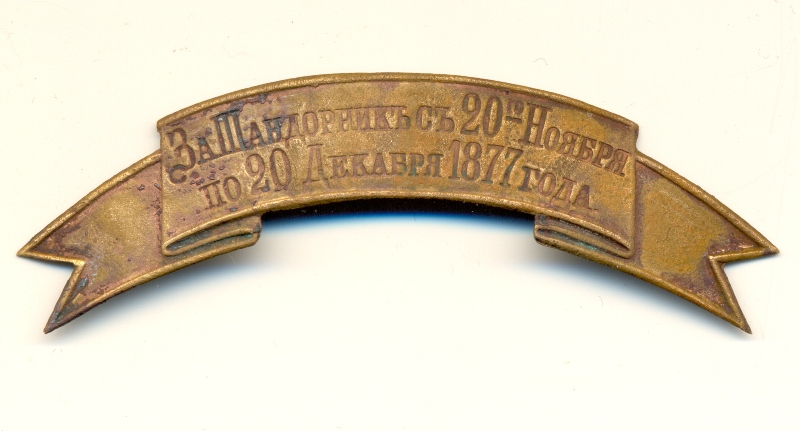 За Шандорникъ съ 20го Ноября
по 20 Декабря 1877 года.